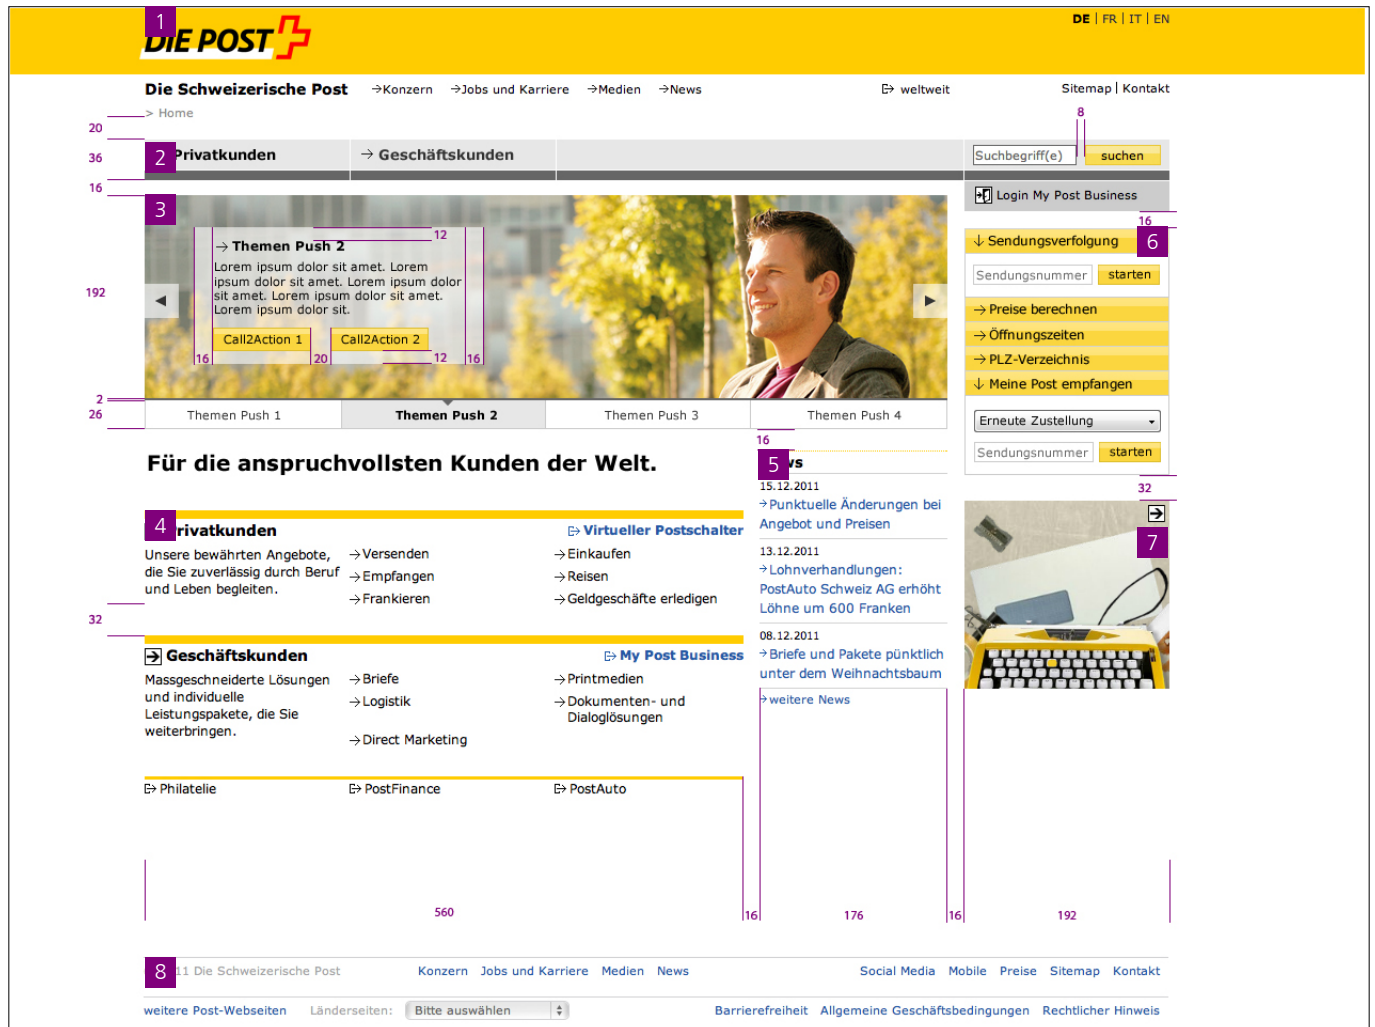 1
DIE POST
DE | FR | IT | EN
Die Schweizerische Post →Konzern →Jobs und Karriere →Medien →News weltweit Sitemap | Kontakt
> Home
20
8
36
2 Privatkunden → Geschäftskunden Suchbegriff(e) suchen
16
Login My Post Business
3
16
→ Themen Push 2 12
↓ Sendungsverfolgung 6
Lorem ipsum dolor sit amet. Lorem
ipsum dolor sit amet. Lorem ipsum dolor
sit amet. Lorem ipsum dolor sit amet.
Lorem ipsum dolor sit.
Sendungsnummer starten
192
◄ ►
→ Preise berechnen
Call2Action 1 Call2Action 2
→ Öffnungszeiten
16 20 12 16
→ PLZ-Verzeichnis
↓ Meine Post empfangen
2
26
Themen Push 1 Themen Push 2 Themen Push 3 Themen Push 4
Erneute Zustellung
16
Sendungsnummer starten
Für die anspruchvollsten Kunden der Welt.
5 ws
32
15.12.2011
→Punktuelle Änderungen bei
Angebot und Preisen
4 rivatkunden Virtueller Postschalter
7
Unsere bewährten Angebote,
die Sie zuverlässig durch Beruf
und Leben begleiten.
→Versenden
→Empfangen
→Frankieren
→Einkaufen
→Reisen
→Geldgeschäfte erledigen
13.12.2011
→Lohnverhandlungen:
PostAuto Schweiz AG erhöht
Löhne um 600 Franken
32
08.12.2011
→Briefe und Pakete pünktlich
unter dem Weihnachtsbaum
→weitere News
Geschäftskunden My Post Business
Massgeschneiderte Lösungen
und individuelle
Leistungspakete, die Sie
weiterbringen.
→Briefe
→Logistik
→Direct Marketing
→Printmedien
→Dokumenten- und
Dialoglösungen
Philatelie PostFinance PostAuto
560 16 176 16 192
8 11 Die Schweizerische Post Konzern Jobs und Karriere Medien News Social Media Mobile Preise Sitemap Kontakt
weitere Post-Webseiten Länderseiten: Bitte auswählen Barrierefreiheit Allgemeine Geschäftsbedingungen Rechtlicher Hinweis